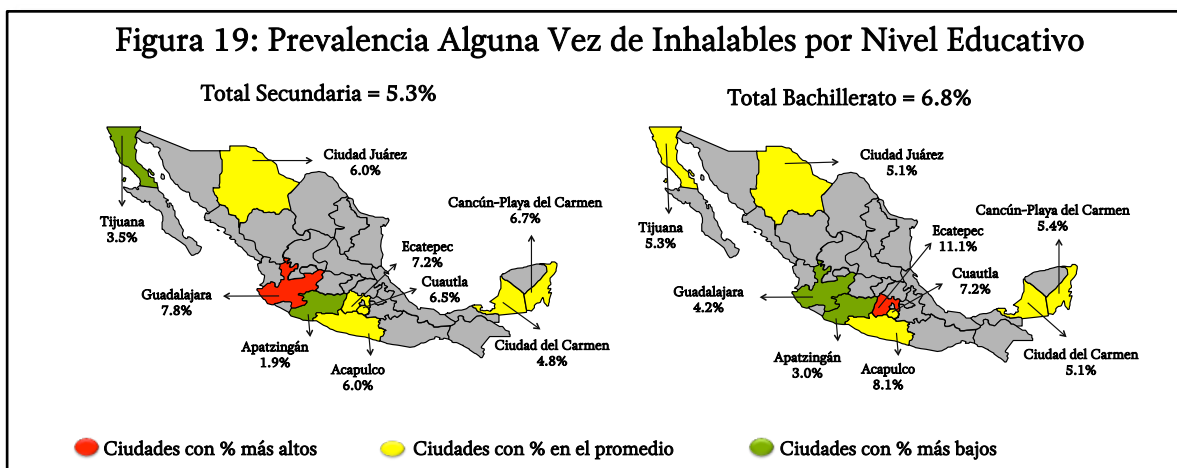 Figura 19: Prevalencia Alguna Vez de Inhalables por Nivel Educativo
Total Secundaria = 5.3%
Ciudad Juárez
6.0%
Cancún-Playa del Carmen
6.7%
Tijuana
3.5%
Ecatepec
7.2%
Cuautla
6.5%
Guadalajara
7.8%
Apatzingán
1.9%
Acapulco
6.0%
Ciudad del Carmen
4.8%
Total Bachillerato = 6.8%
Ciudad Juárez
5.1%
Cancún-Playa del Carmen
5.4%
Tijuana
5.3%
Ecatepec
11.1%
Cuautla
7.2%
Guadalajara
4.2%
Apatzingán
3.0%
Acapulco
8.1%
Ciudad del Carmen
5.1%
Ciudades con % más altos
Ciudades con % en el promedio
Ciudades con % más bajos